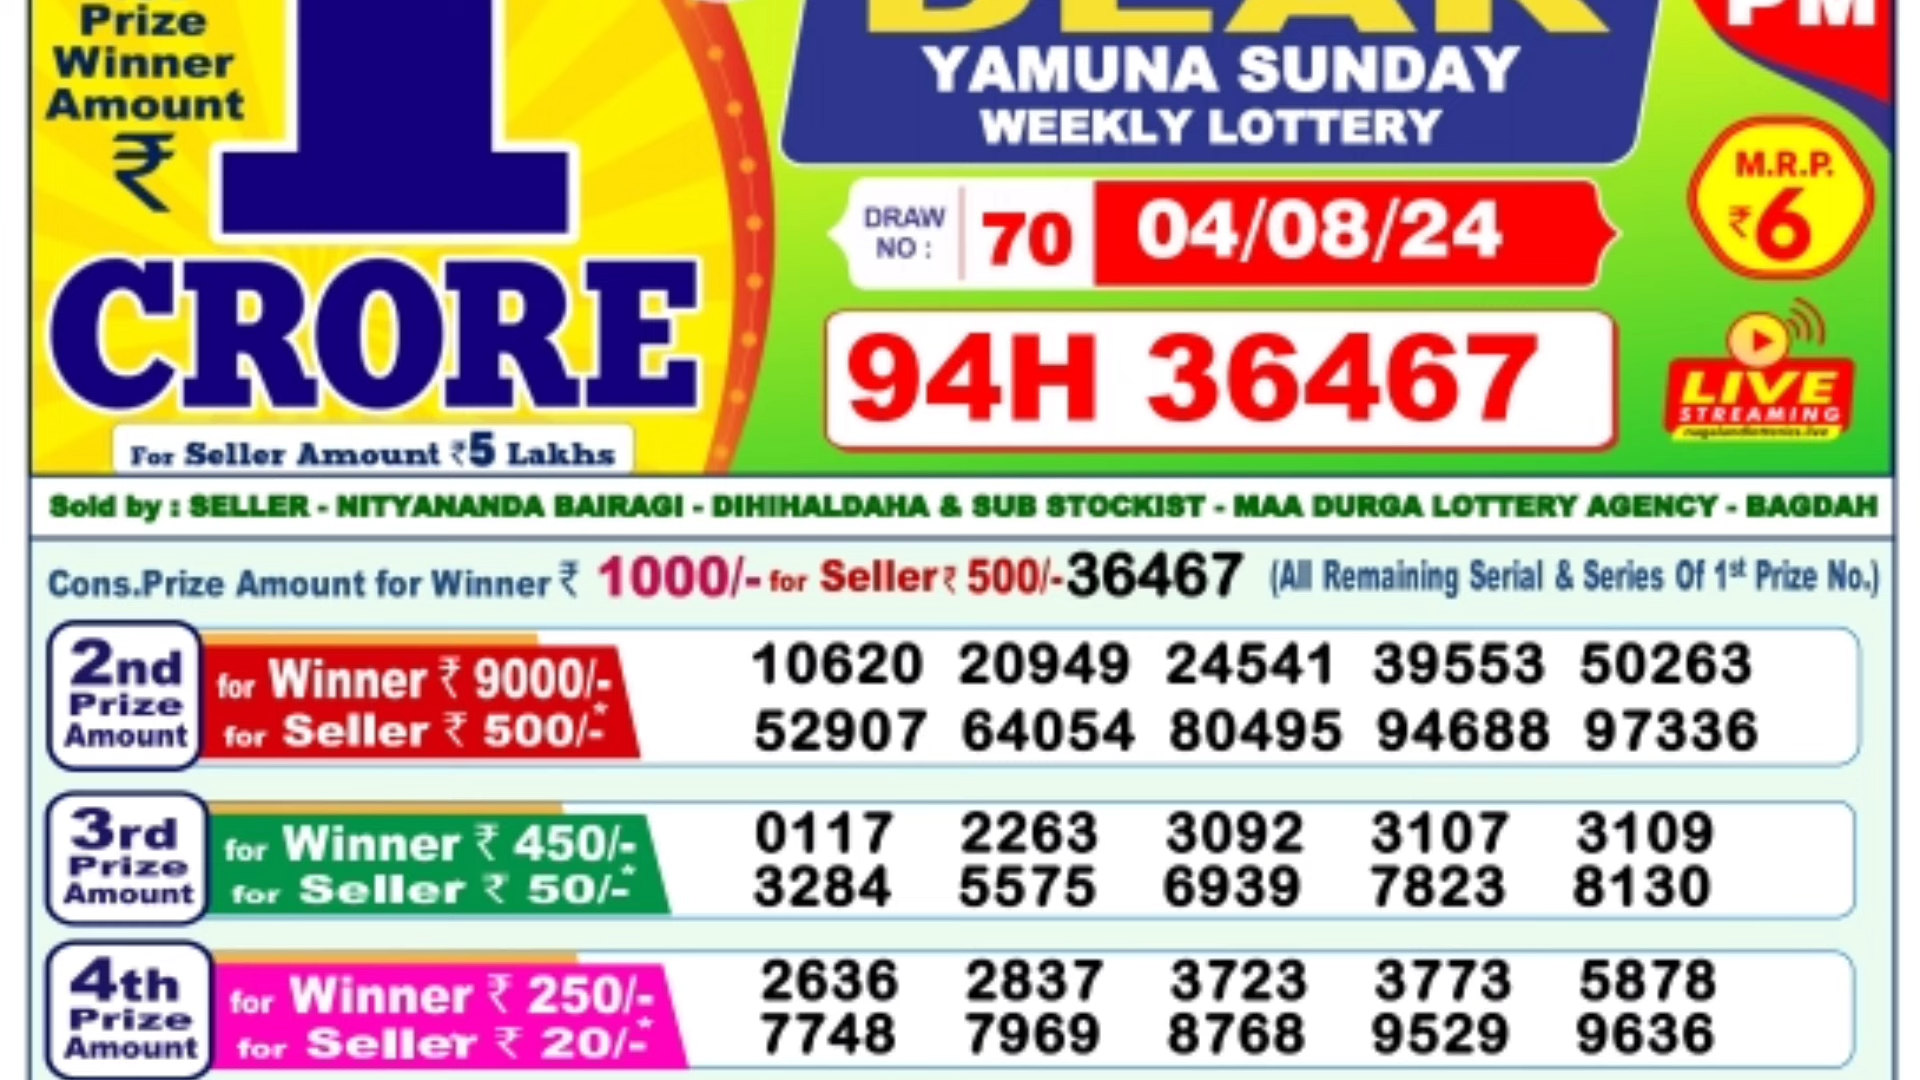 Prize
Winner
Amount
₹
1
CRORE
For Seller Amount ₹5 Lakhs
DEAR
YAMUNA SUNDAY
WEEKLY LOTTERY
PM
DRAW NO : 70 04/08/24
M.R.P.
₹6
94H 36467
LIVE
STREAMING
Sold by : SELLER - NITYANANDA BAIRAGI - DIHIHALDAHA & SUB STOCKIST - MAA DURGA LOTTERY AGENCY - BAGDAH
Cons.Prize Amount for Winner ₹ 1000/- for Seller ₹ 500/- 36467 (All Remaining Serial & Series Of 1st Prize No.)
2nd
Prize
Amount
for Winner ₹ 9000/-
for Seller ₹ 500/-*
10620 20949 24541 39553 50263
52907 64054 80495 94688 97336
3rd
Prize
Amount
for Winner ₹ 450/-
for Seller ₹ 50/-*
0117 2263 3092 3107 3109
3284 5575 6939 7823 8130
4th
Prize
Amount
for Winner ₹ 250/-
for Seller ₹ 20/-*
2636 2837 3723 3773 5878
7748 7969 8768 9529 9636